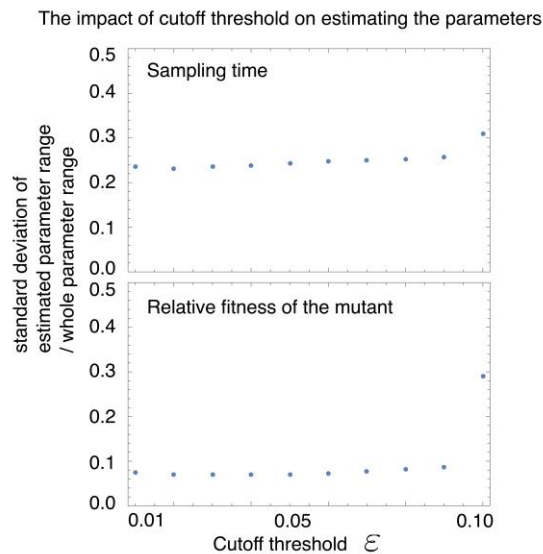 The impact of cutoff threshold on estimating the parameters
standard deviation of
estimated parameter range
/ whole parameter range
Sampling time
0.5
0.4
0.3
0.2
0.1
0.0
Relative fitness of the mutant
0.5
0.4
0.3
0.2
0.1
0.0
0.01 0.05 0.10
Cutoff threshold ε